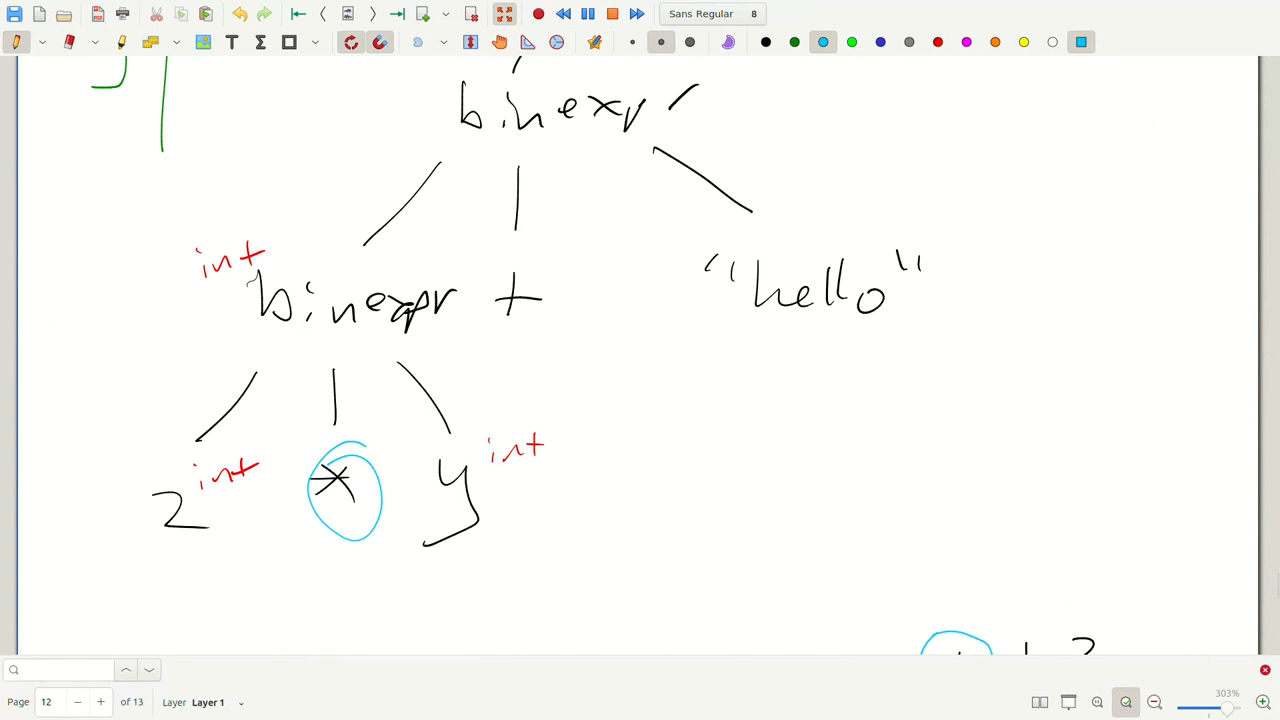 Sans Regular 8
binexpr
int
binexpr + "hello"
int int
2 * y
Page 12 of 13 Layer Layer 1 303%